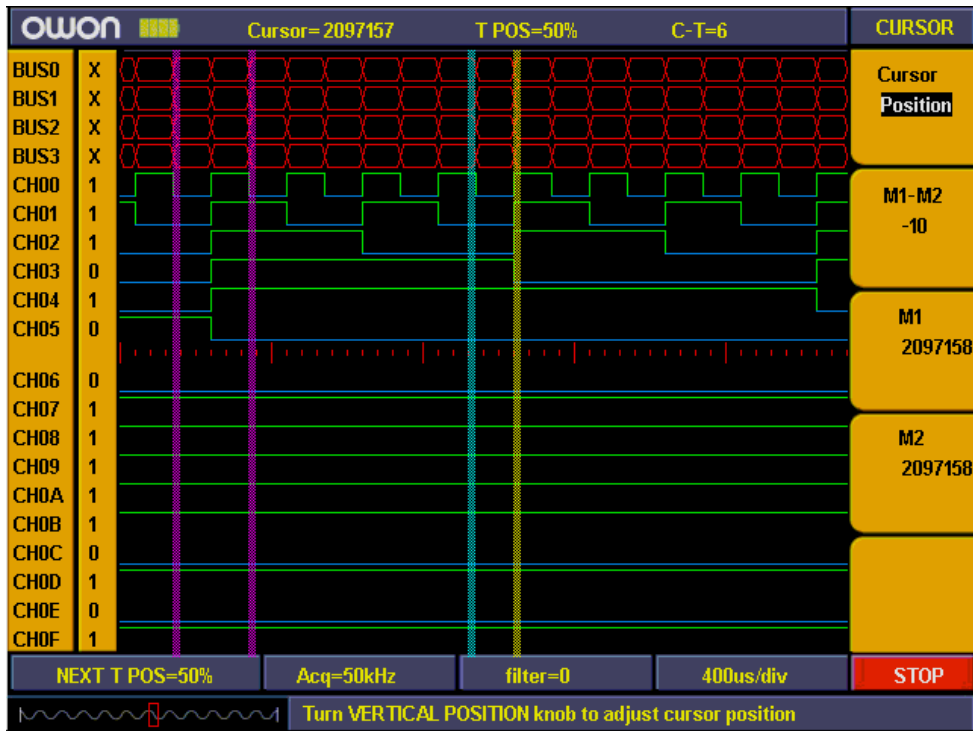 owon Cursor=2097157 T POS=50% C-T=6 CURSOR
BUS0 X
BUS1 X
BUS2 X
BUS3 X
CH00 1
CH01 1
CH02 1
CH03 0
CH04 1
CH05 0
CH06 0
CH07 1
CH08 1
CH09 1
CH0A 1
CH0B 1
CH0C 0
CH0D 1
CH0E 0
CH0F 1
Cursor
Position
M1-M2
-10
M1
2097158
M2
2097158
NEXT T POS=50% Acq=50kHz filter=0 400us/div STOP
Turn VERTICAL POSITION knob to adjust cursor position